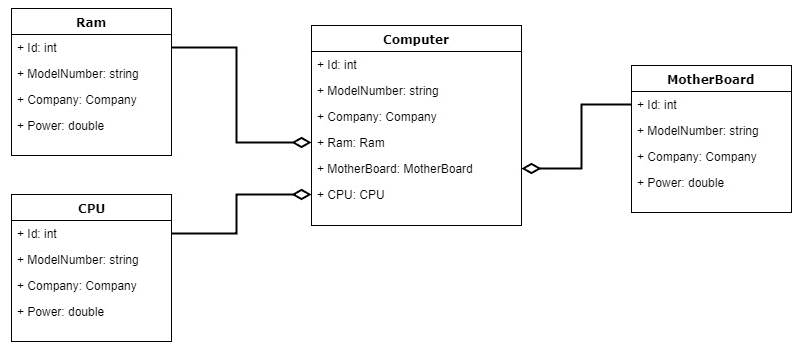 Ram
+ Id: int
+ ModelNumber: string
+ Company: Company
+ Power: double
CPU
+ Id: int
+ ModelNumber: string
+ Company: Company
+ Power: double
Computer
+ Id: int
+ ModelNumber: string
+ Company: Company
+ Ram: Ram
+ MotherBoard: MotherBoard
+ CPU: CPU
MotherBoard
+ Id: int
+ ModelNumber: string
+ Company: Company
+ Power: double